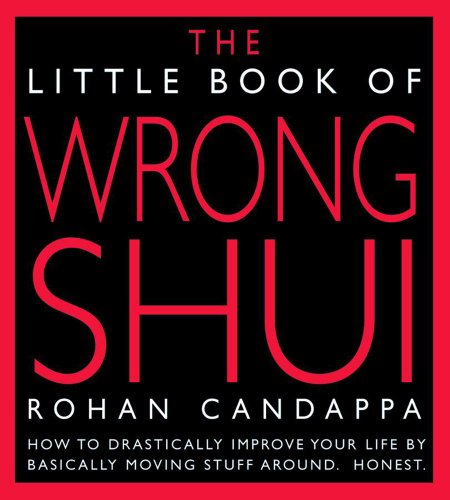 THE
LITTLE BOOK OF
WRONG
SHUI
ROHAN CANDAPPA
HOW TO DRASTICALLY IMPROVE YOUR LIFE BY
BASICALLY MOVING STUFF AROUND. HONEST.